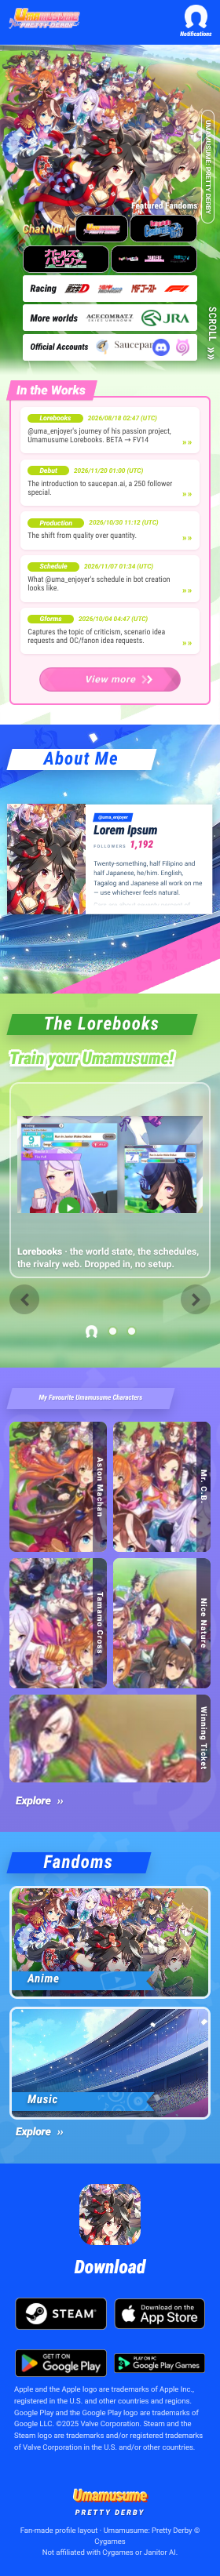 Umamusume
PRETTY DERBY
Notifications
UMAMUSUME: PRETTY DERBY
Featured Fandoms
Chat Now!
Racing
More worlds
ACE COMBAT
JRA
Official Accounts
Saucepan
SCROLL
In the Works
Lorebooks
2026/08/18 02:47 (UTC)
@uma_enjoyer's journey of his passion project,
Umamusume Lorebooks. BETA → FV14
Debut
2026/11/20 01:00 (UTC)
The introduction to saucepan.ai, a 200 follower
special.
Production
2026/10/30 11:12 (UTC)
The shift from quality over quantity.
Schedule
2026/11/07 01:34 (UTC)
What @uma_enjoyer's schedule in bot creation
looks like.
Gforms
2026/10/04 04:47 (UTC)
Captures the topic of criticism, scenario idea
requests and OC/fanon idea requests.
View more
About Me
@uma_enjoyer
Lorem Ipsum
FOLLOWERS 1,192
Twenty-something, half Filipino and
half Japanese, he/him. English,
Tagalog and Japanese all work on me
— use whichever feels natural.
The Lorebooks
Train your Umamusume!
Lorebooks - the world state, the schedules,
the rivalry web. Dropped in, no setup.
My Favourite Umamusume Characters
Aston Machan
Mr. C.B.
Tamamo Cross
Nice Nature
Winning Ticket
Explore »
Fandoms
Anime
Music
Explore »
Download
STEAM
Download on the
App Store
GET IT ON
Google Play
PLAY ON PC
Google Play Games
Apple and the Apple logo are trademarks of Apple Inc.,
registered in the U.S. and other countries and regions.
Google Play and the Google Play logo are trademarks of
Google LLC. ©2025 Valve Corporation. Steam and the
Steam logo are trademarks and/or registered trademarks
of Valve Corporation in the U.S. and/or other countries.
Umamusume
PRETTY DERBY
Fan-made profile layout · Umamusume: Pretty Derby ©
Cygames
Not affiliated with Cygames or Janitor AI.